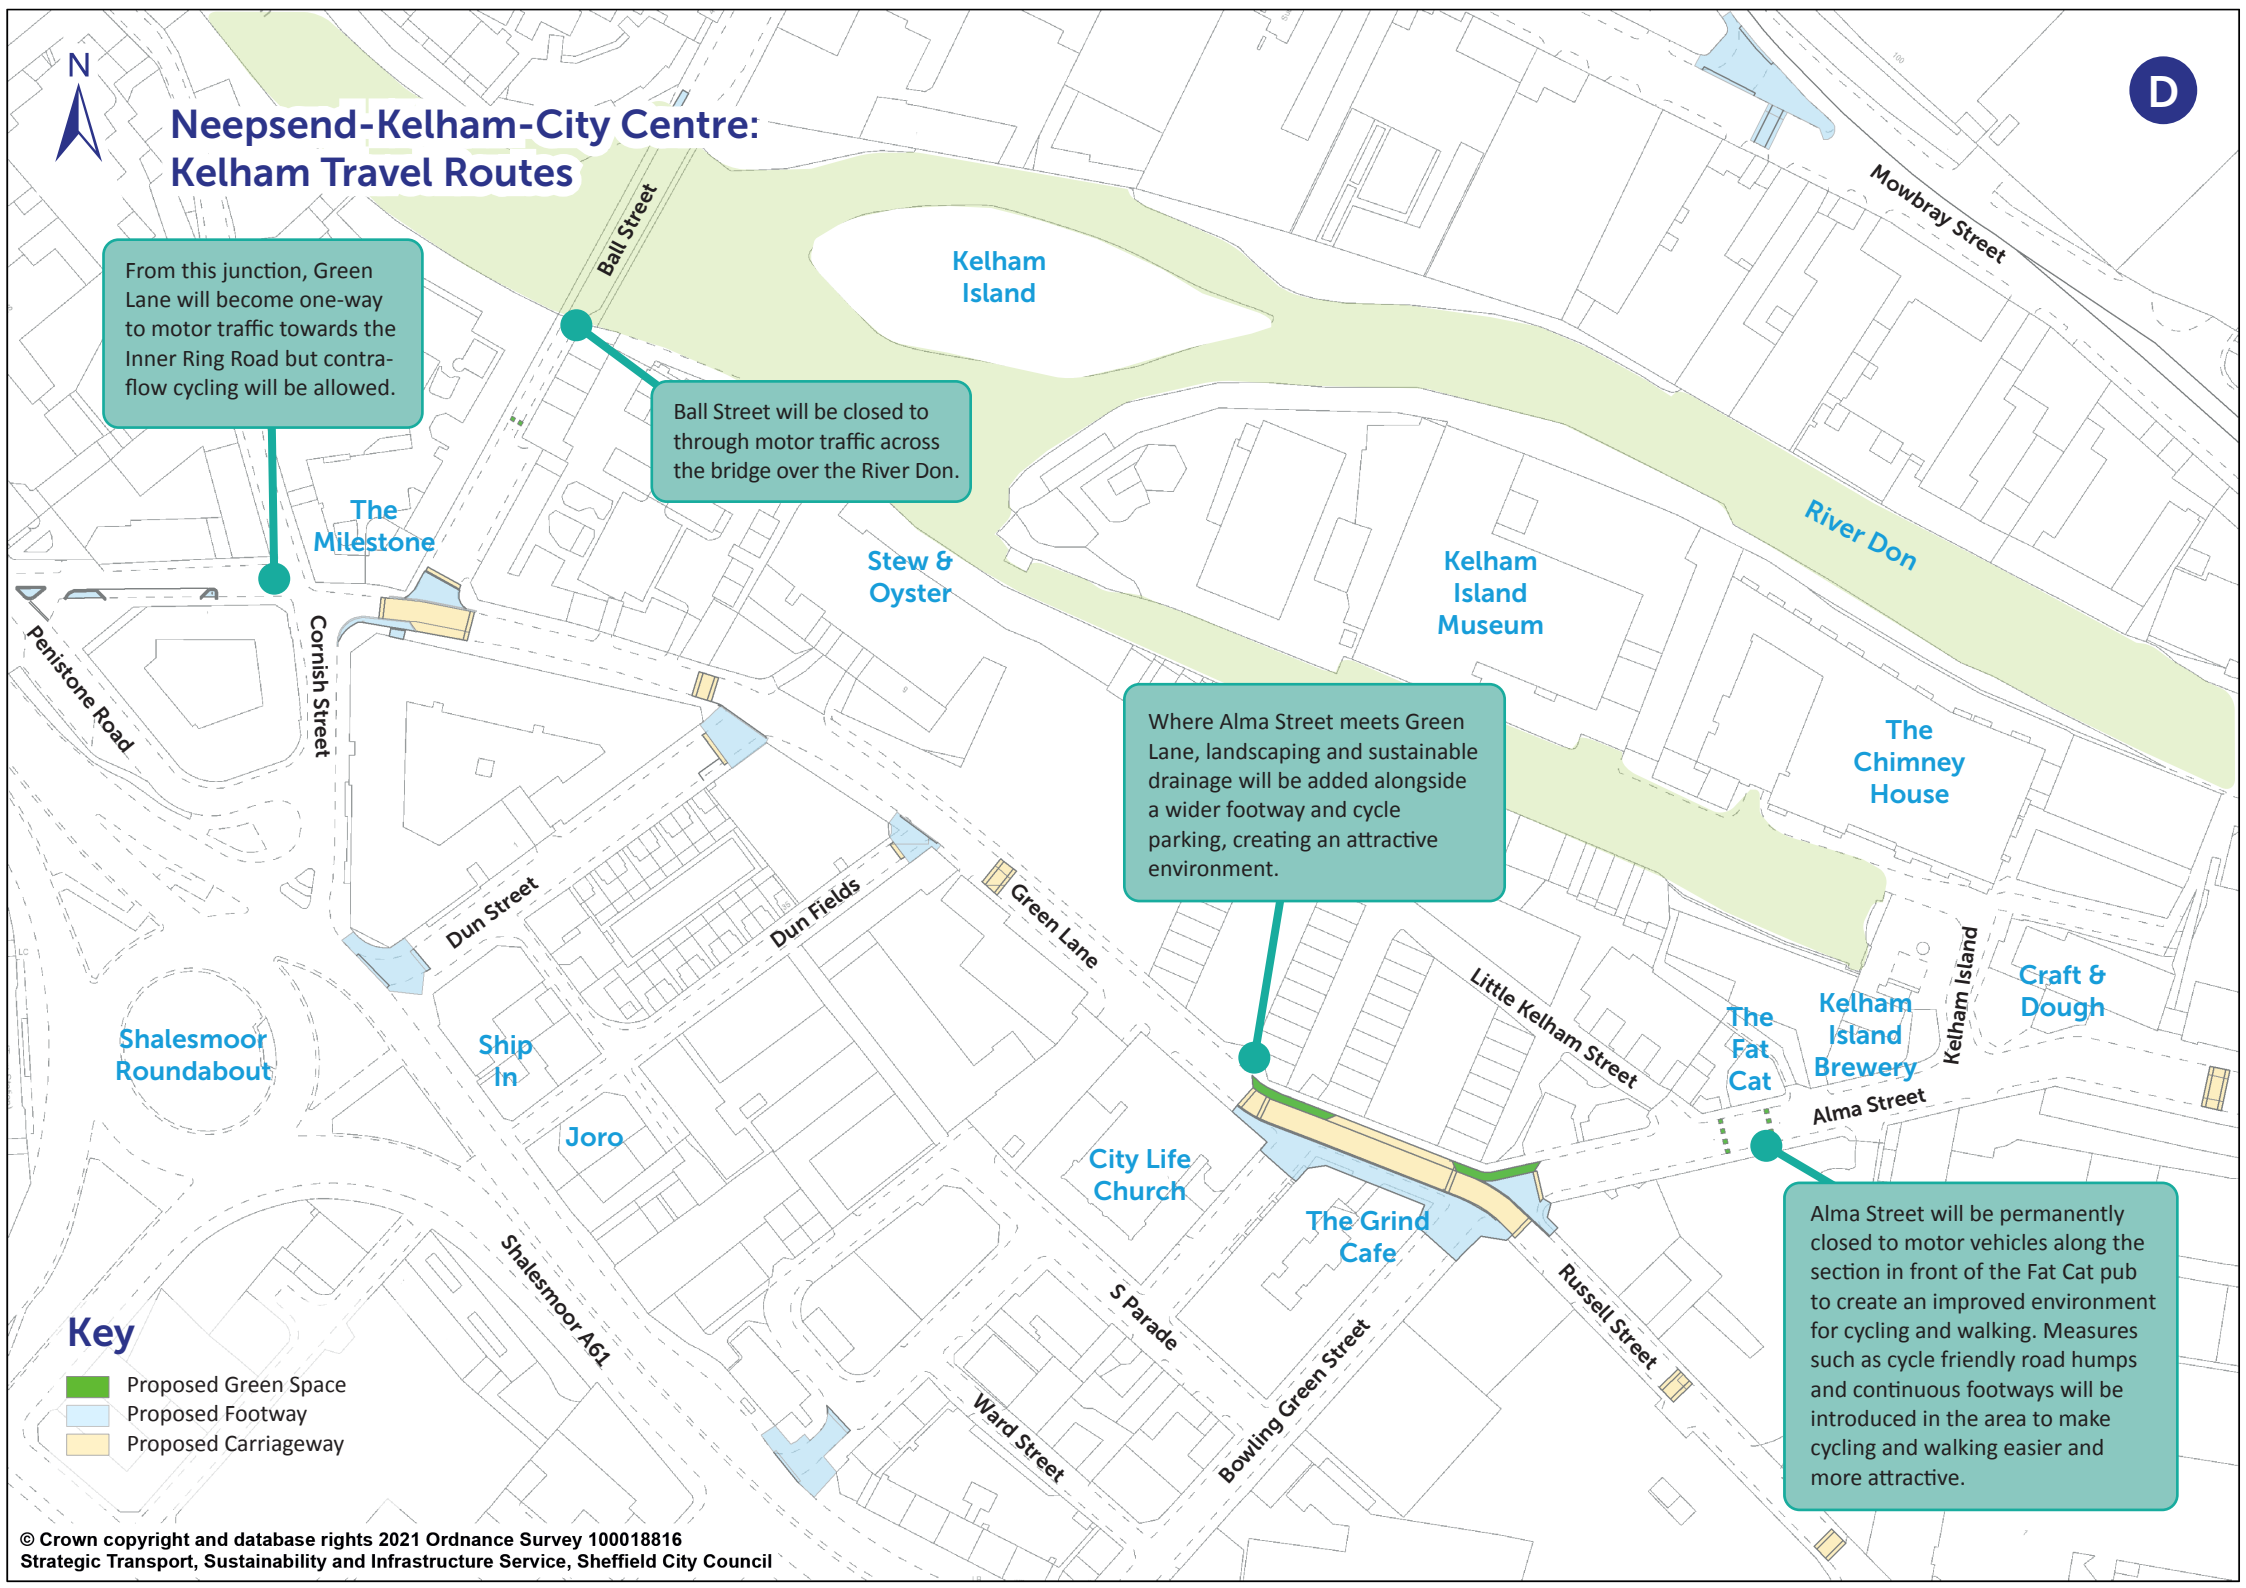 N
D
Neepsend-Kelham-City Centre:
Kelham Travel Routes
From this junction, Green
Lane will become one-way
to motor traffic towards the
Inner Ring Road but contra-
flow cycling will be allowed.
Ball Street
Kelham
Island
Mowbray Street
100
Ball Street will be closed to
through motor traffic across
the bridge over the River Don.
The
Milestone
Stew &
Oyster
Kelham
Island
Museum
River Don
Penistone Road
Cornish Street
Where Alma Street meets Green
Lane, landscaping and sustainable
drainage will be added alongside
a wider footway and cycle
parking, creating an attractive
environment.
The
Chimney
House
Dun Street
Dun Fields
Green Lane
Little Kelham Street
Kelham Island
Craft &
Dough
The
Fat
Cat
Kelham
Island
Brewery
Alma Street
Shalesmoor
Roundabout
Ship
In
Joro
City Life
Church
The Grind
Cafe
Shalesmoor A61
S Parade
Ward Street
Bowling Green Street
Russell Street
Alma Street will be permanently
closed to motor vehicles along the
section in front of the Fat Cat pub
to create an improved environment
for cycling and walking. Measures
such as cycle friendly road humps
and continuous footways will be
introduced in the area to make
cycling and walking easier and
more attractive.
Key
Proposed Green Space
Proposed Footway
Proposed Carriageway
© Crown copyright and database rights 2021 Ordnance Survey 100018816
Strategic Transport, Sustainability and Infrastructure Service, Sheffield City Council